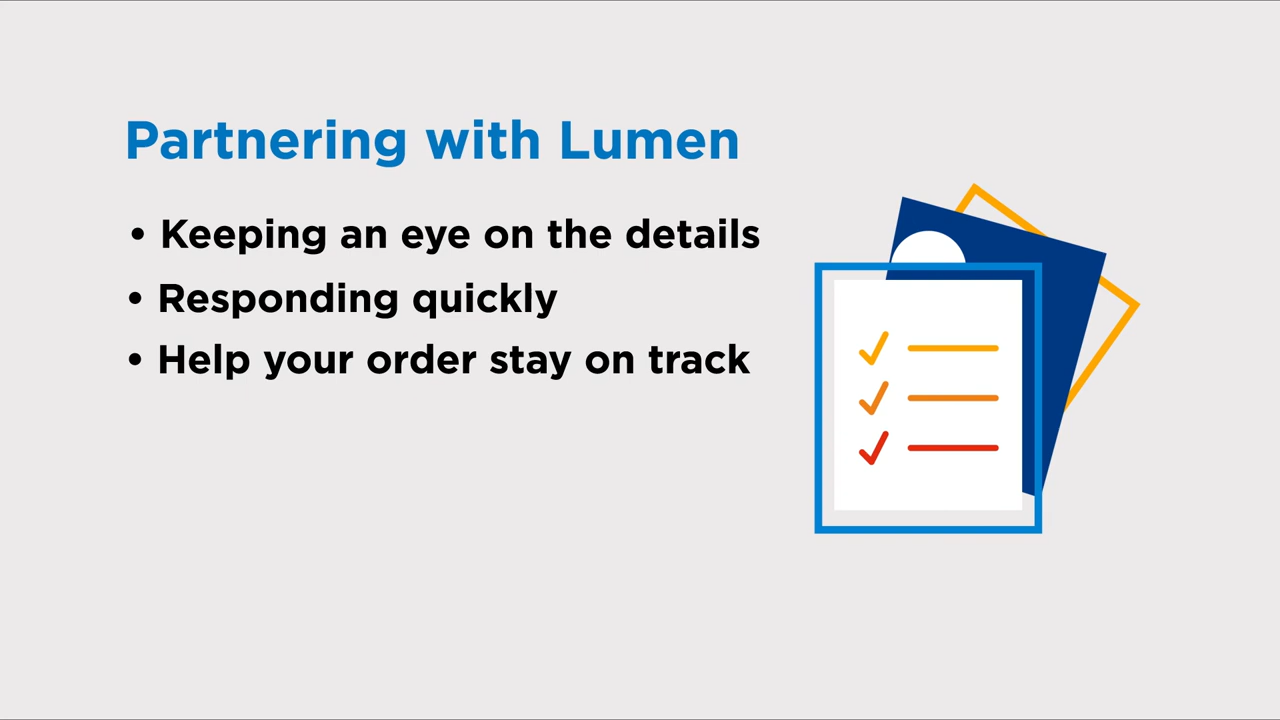 Partnering with Lumen
• Keeping an eye on the details
• Responding quickly
• Help your order stay on track